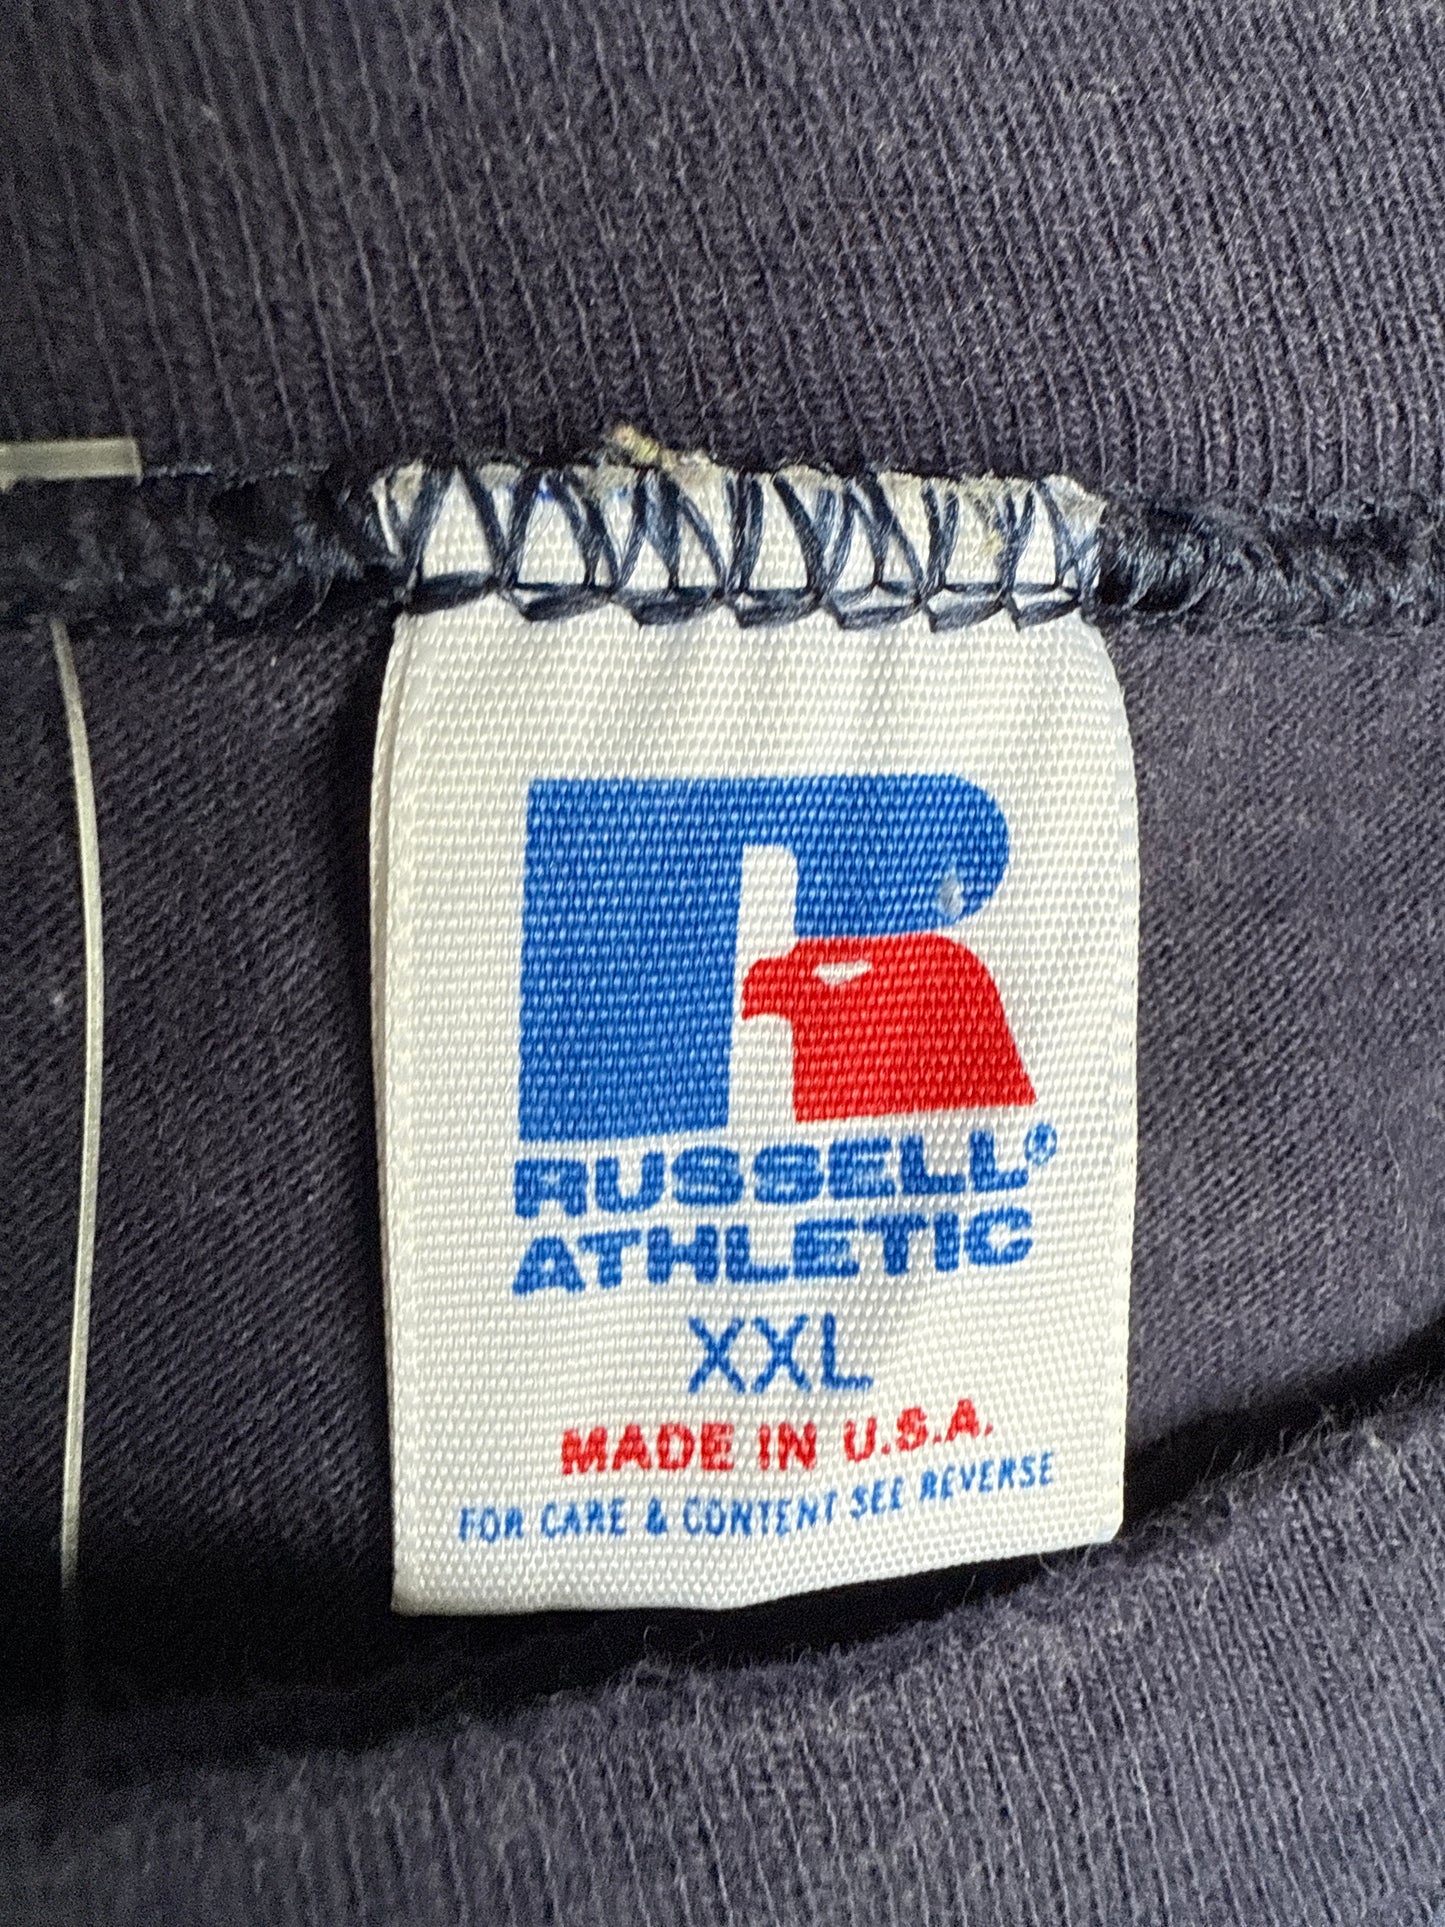 RUSSELL®
ATHLETIC
XXL
MADE IN U.S.A.
FOR CARE & CONTENT SEE REVERSE